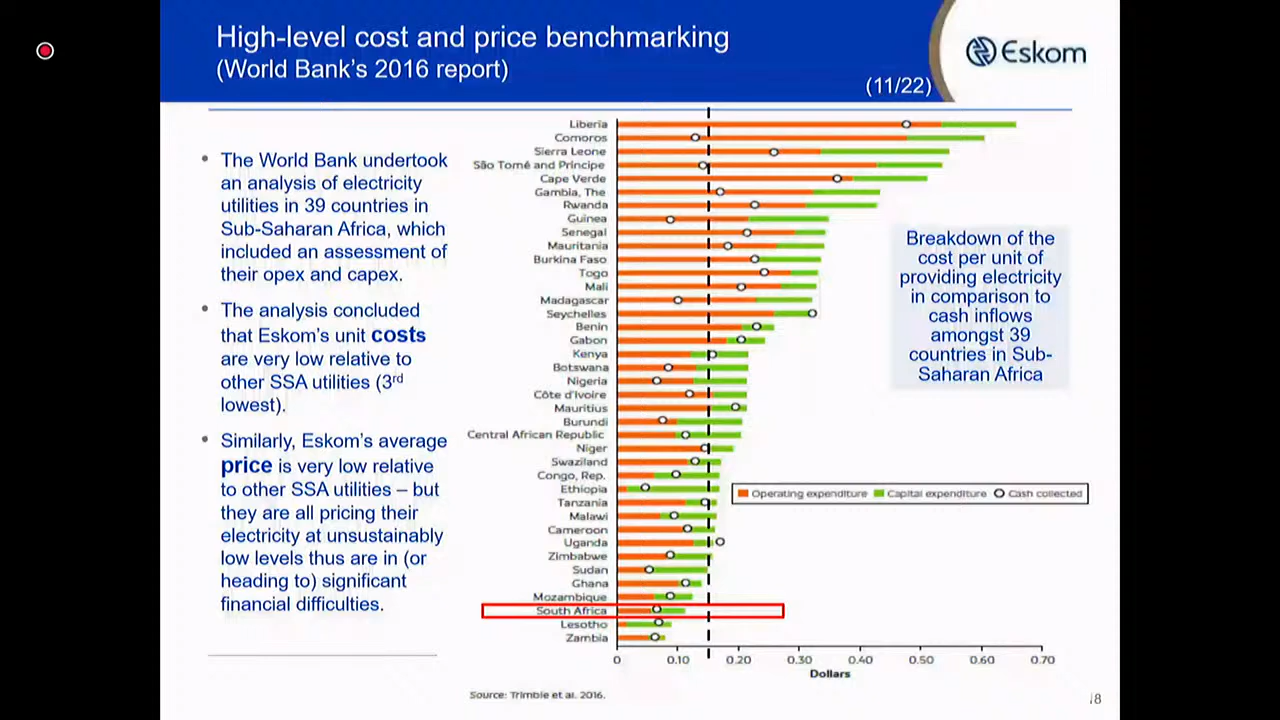 High-level cost and price benchmarking
(World Bank's 2016 report)
(11/22)
Eskom
• The World Bank undertook
an analysis of electricity
utilities in 39 countries in
Sub-Saharan Africa, which
included an assessment of
their opex and capex.
• The analysis concluded
that Eskom's unit costs
are very low relative to
other SSA utilities (3rd
lowest).
• Similarly, Eskom's average
price is very low relative
to other SSA utilities – but
they are all pricing their
electricity at unsustainably
low levels thus are in (or
heading to) significant
financial difficulties.
Liberia
Comoros
Sierra Leone
São Tomé and Príncipe
Cape Verde
Gambia, The
Rwanda
Guinea
Senegal
Mauritania
Burkina Faso
Togo
Mali
Madagascar
Seychelles
Benin
Gabon
Kenya
Botswana
Nigeria
Côte d'Ivoire
Mauritius
Burundi
Central African Republic
Niger
Swaziland
Congo, Rep.
Ethiopia
Tanzania
Malawi
Cameroon
Uganda
Zimbabwe
Sudan
Ghana
Mozambique
South Africa
Lesotho
Zambia
0 0.10 0.20 0.30 0.40 0.50 0.60 0.70
Dollars
Operating expenditure Capital expenditure Cash collected
Breakdown of the
cost per unit of
providing electricity
in comparison to
cash inflows
amongst 39
countries in Sub-
Saharan Africa
Source: Trimble et al. 2016.
8